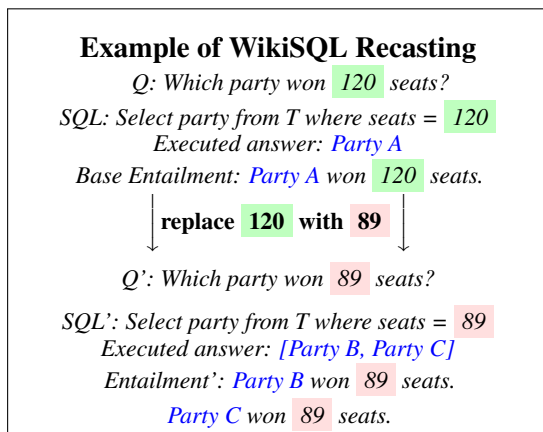 Example of WikiSQL Recasting
Q: Which party won 120 seats?
SQL: Select party from T where seats = 120
Executed answer: Party A
Base Entailment: Party A won 120 seats.
replace 120 with 89
Q’: Which party won 89 seats?
SQL’: Select party from T where seats = 89
Executed answer: [Party B, Party C]
Entailment’: Party B won 89 seats.
Party C won 89 seats.